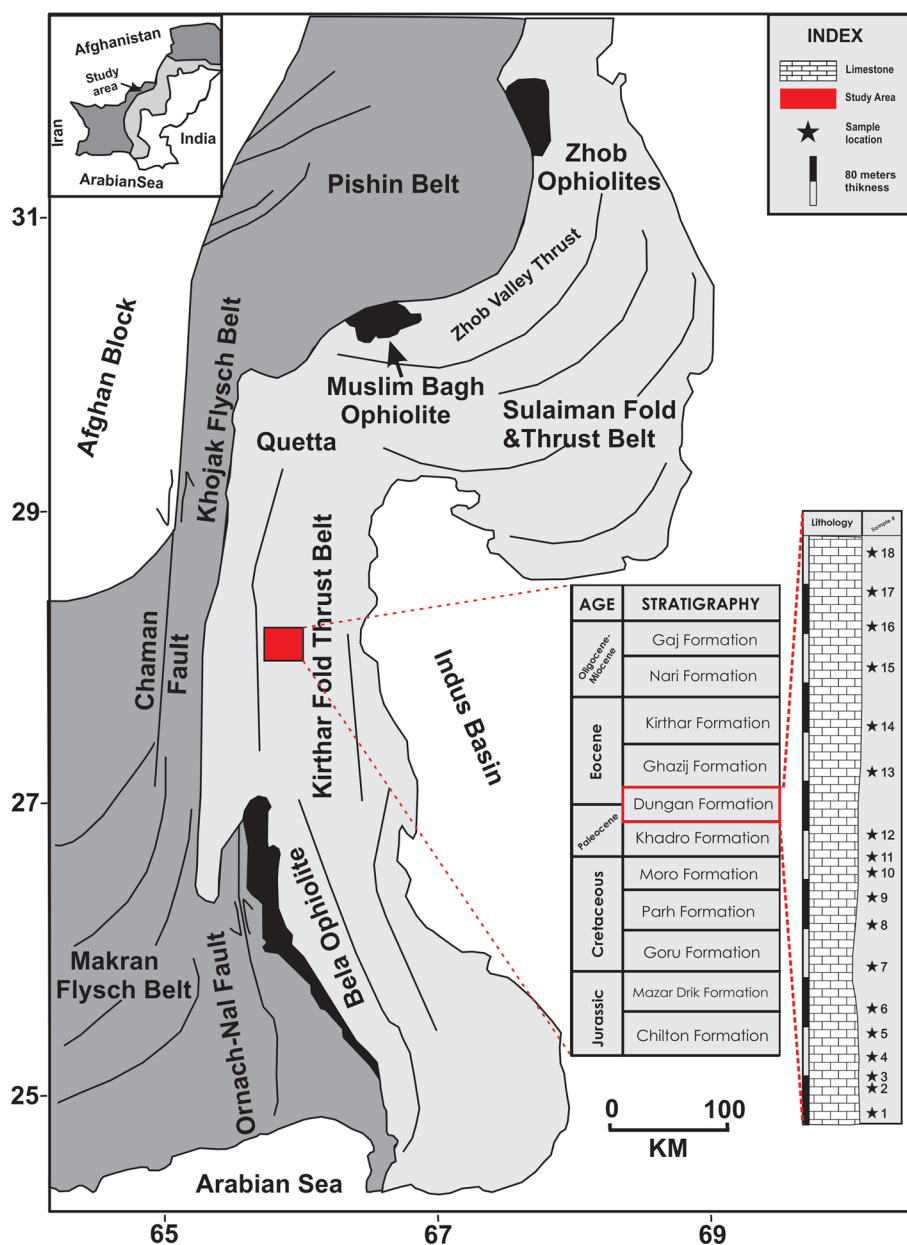 Afghanistan
Study
area
Iran
India
ArabianSea
INDEX
Limestone
Study Area
Sample
location
80 meters
thikness
Pishin Belt
Zhob
Ophiolites
31
Zhob Valley Thrust
Afghan Block
Khojak Flysch Belt
Muslim Bagh
Ophiolite
Sulaiman Fold
&Thrust Belt
Quetta
29
Kirthar Fold Thrust Belt
Chaman
Fault
Indus Basin
27
Bela Ophiolite
Makran
Flysch Belt
Ornach-Nal Fault
25
Arabian Sea
65
67
69
0
100
KM
AGE
STRATIGRAPHY
Oligocene-
Miocene
Gaj Formation
Nari Formation
Eocene
Kirthar Formation
Ghazij Formation
Dungan Formation
Paleocene
Khadro Formation
Cretaceous
Moro Formation
Parh Formation
Goru Formation
Jurassic
Mazar Drik Formation
Chilton Formation
Lithology
Sample #
18
17
16
15
14
13
12
11
10
9
8
7
6
5
4
3
2
1